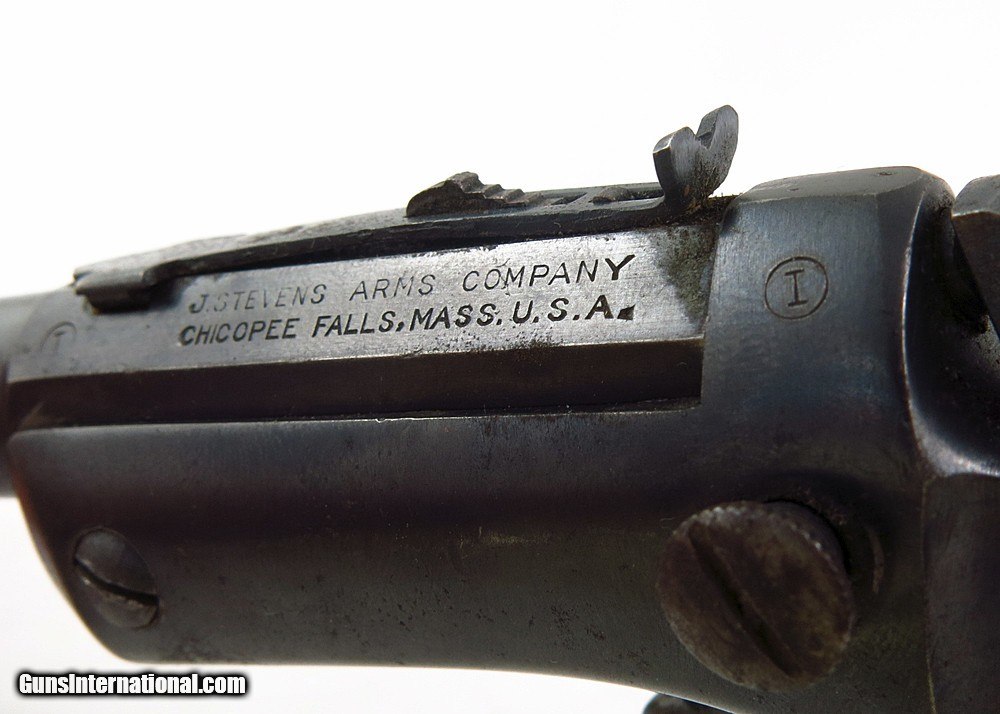 J. STEVENS ARMS COMPANY
CHICOPEE FALLS, MASS. U.S.A.
I
I
GunsInternational.com